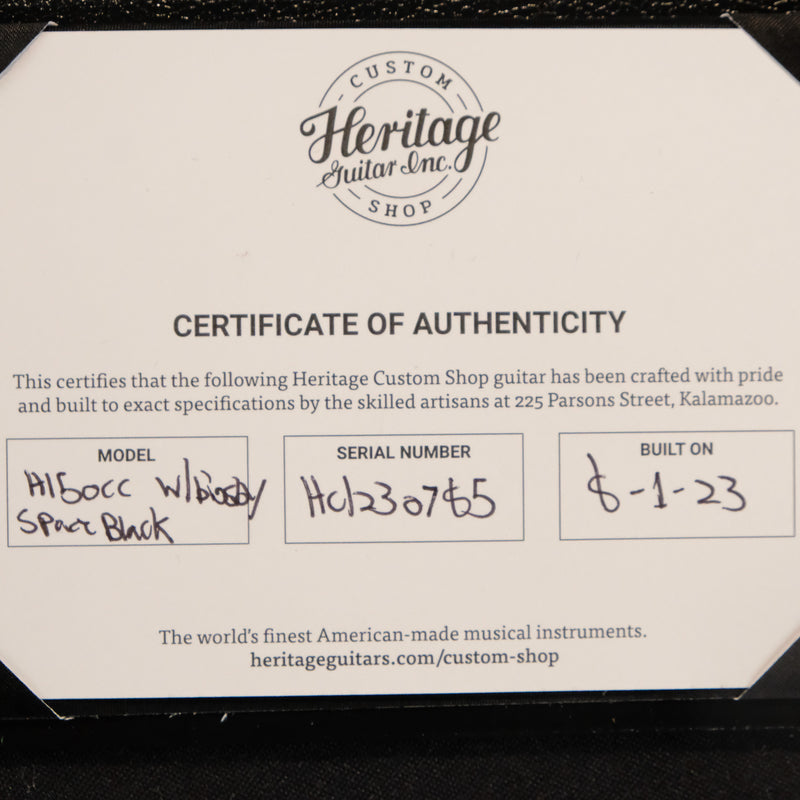 CUSTOM
Heritage
Guitar Inc.
SHOP
CERTIFICATE OF AUTHENTICITY
This certifies that the following Heritage Custom Shop guitar has been crafted with pride
and built to exact specifications by the skilled artisans at 225 Parsons Street, Kalamazoo.
MODEL
H150CC W/
Space Black
SERIAL NUMBER
HC1230785
BUILT ON
8-1-23
The world's finest American-made musical instruments.
heritageguitars.com/custom-shop